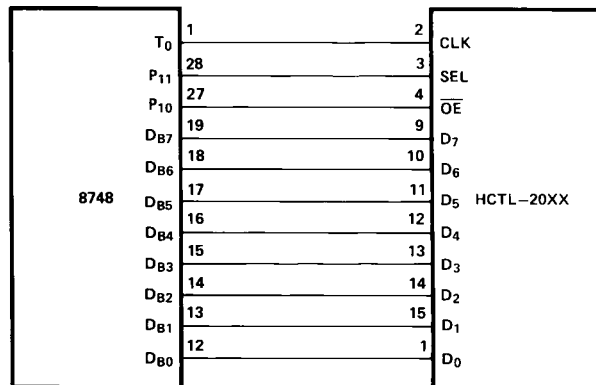 T0 1 2 CLK
P11 28 3 SEL
P10 27 4 OE
DB7 19 9 D7
DB6 18 10 D6
8748 DB5 17 11 D5 HCTL–20XX
DB4 16 12 D4
DB3 15 13 D3
DB2 14 14 D2
DB1 13 15 D1
DB0 12 1 D0